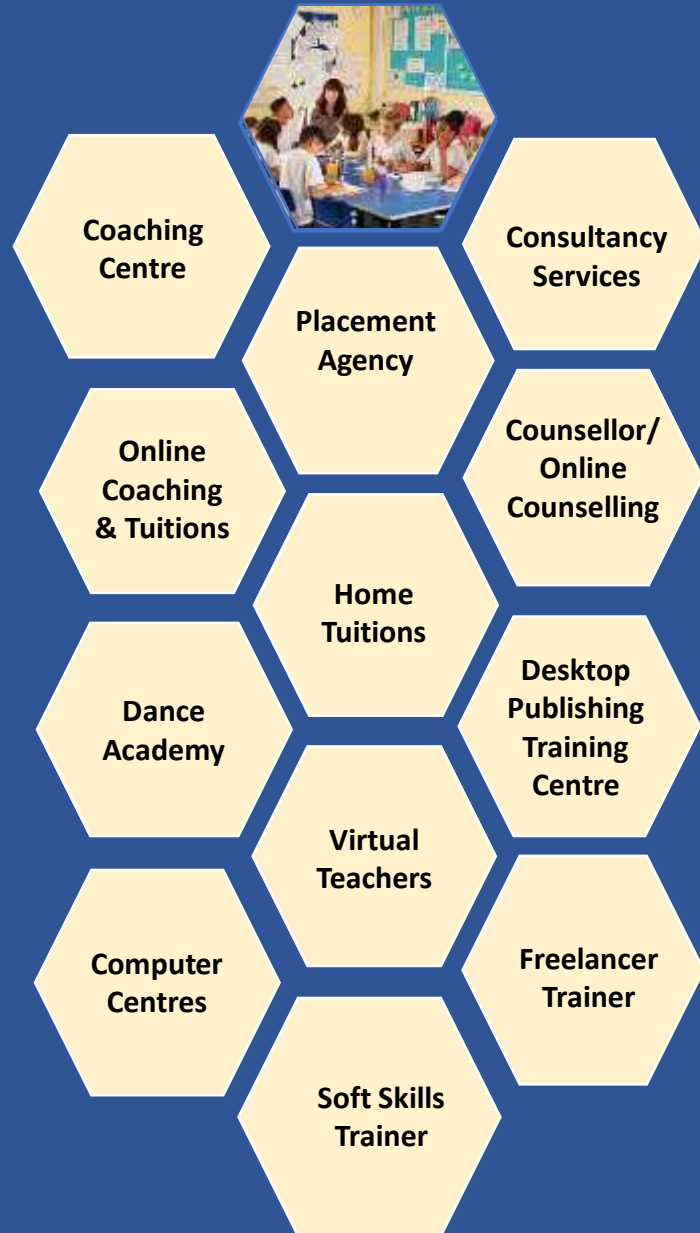 Coaching
Centre
Consultancy
Services
Placement
Agency
Online
Coaching
& Tuitions
Counsellor/
Online
Counselling
Home
Tuitions
Dance
Academy
Desktop
Publishing
Training
Centre
Virtual
Teachers
Computer
Centres
Freelancer
Trainer
Soft Skills
Trainer